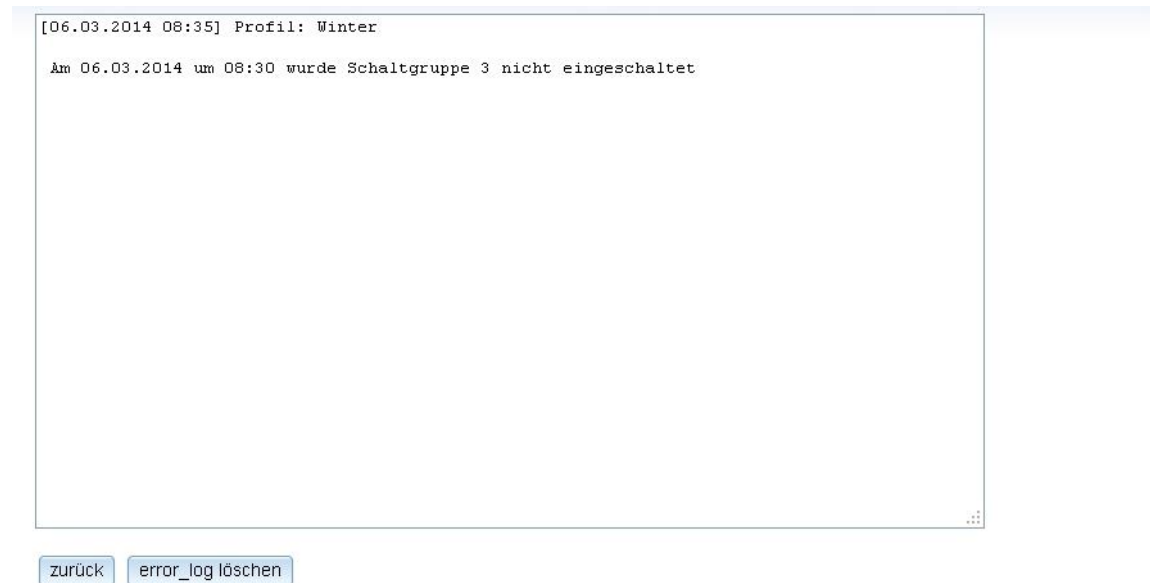 [06.03.2014 08:35] Profil: Winter
Am 06.03.2014 um 08:30 wurde Schaltgruppe 3 nicht eingeschaltet
zurück
error_log löschen